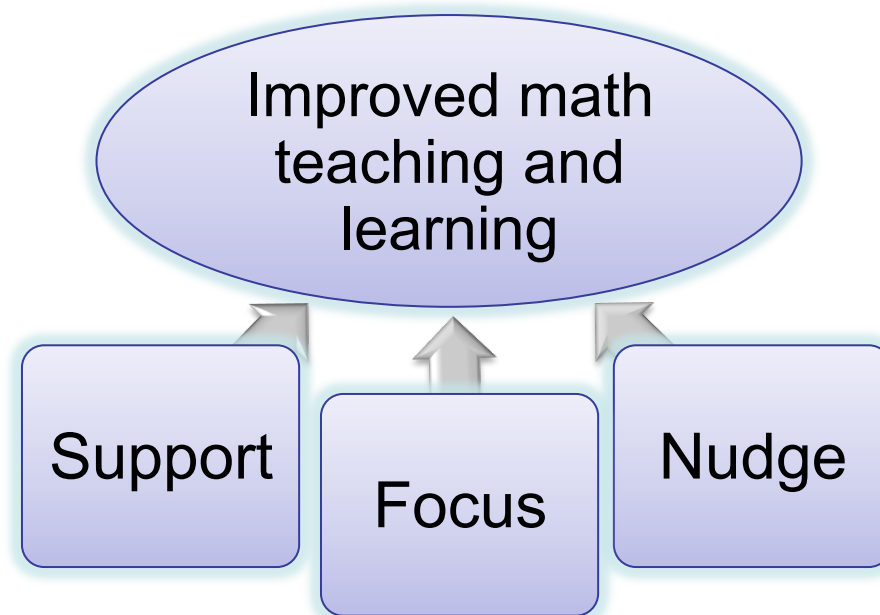 Improved math
teaching and
learning
Support
Focus
Nudge